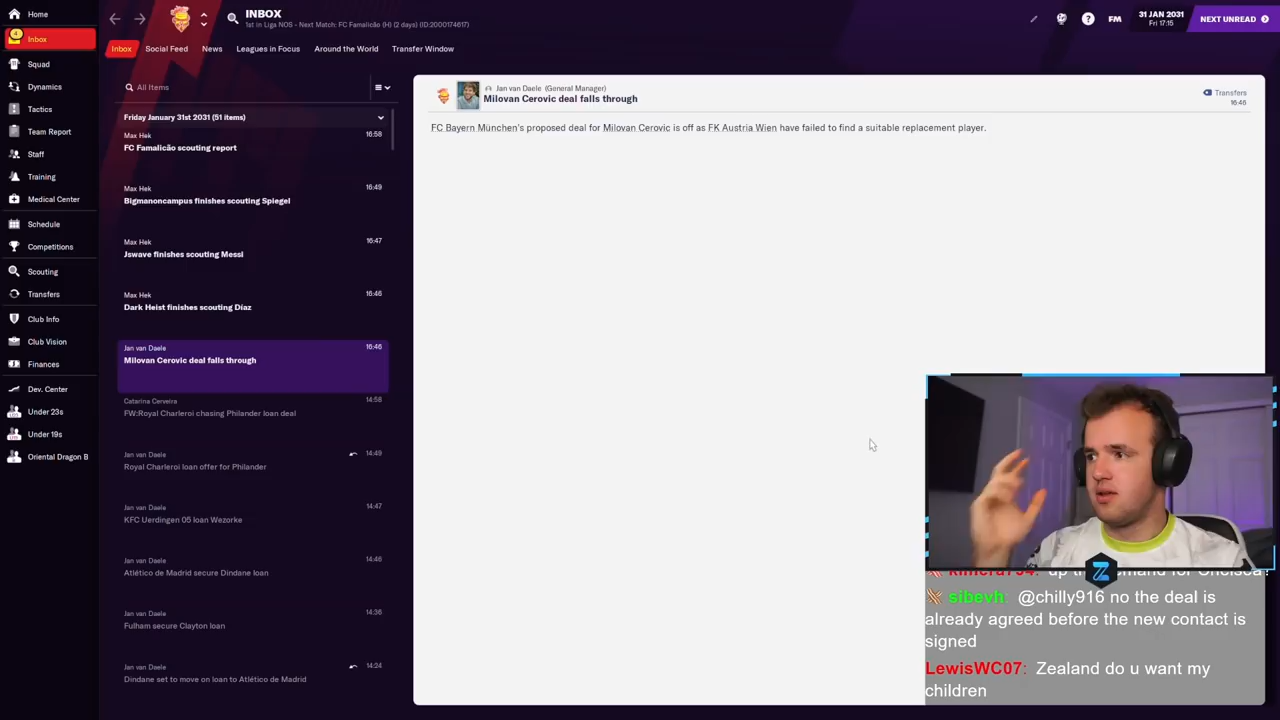 Home
INBOX
1st in Liga NOS - Next Match: FC Famalicão (H) (2 days) (ID:2000174617)
FM
31 JAN 2031
Fri 17:15
NEXT UNREAD
4
Inbox
Squad
Dynamics
Tactics
Team Report
Staff
Training
Medical Center
Schedule
Competitions
Scouting
Transfers
Club Info
Club Vision
Finances
Dev. Center
Under 23s
Under 19s
Oriental Dragon B
Inbox
Social Feed
News
Leagues in Focus
Around the World
Transfer Window
All Items
Friday January 31st 2031 (51 items)
Max Hek
16:58
FC Famalicão scouting report
Max Hek
16:49
Bigmanoncampus finishes scouting Spiegel
Max Hek
16:47
Jswave finishes scouting Messi
Max Hek
16:46
Dark Heist finishes scouting Díaz
Jan van Daele
16:46
Milovan Cerovic deal falls through
Catarina Cerveira
14:58
FW:Royal Charleroi chasing Philander loan deal
Jan van Daele
14:49
Royal Charleroi loan offer for Philander
Jan van Daele
14:47
KFC Uerdingen 05 loan Wezorke
Jan van Daele
14:46
Atlético de Madrid secure Dindane loan
Jan van Daele
14:36
Fulham secure Clayton loan
Jan van Daele
14:24
Dindane set to move on loan to Atlético de Madrid
Jan van Daele (General Manager)
Milovan Cerovic deal falls through
Transfers
16:46
FC Bayern München's proposed deal for Milovan Cerovic is off as FK Austria Wien have failed to find a suitable replacement player.
sibevh: @chilly916 no the deal is
already agreed before the new contact is
signed
LewisWC07: Zealand do u want my
children